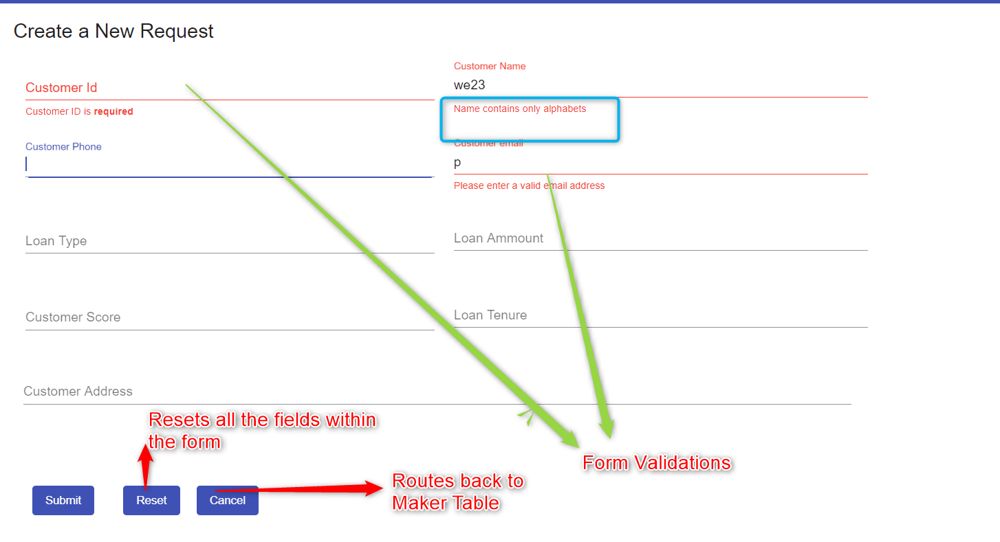 Create a New Request
Customer Name
Customer Id
we23
Customer ID is required
Name contains only alphabets
Customer Phone
Customer email
p
Please enter a valid email address
Loan Type
Loan Ammount
Customer Score
Loan Tenure
Customer Address
Resets all the fields within
the form
Form Validations
Routes back to
Maker Table
Submit
Reset
Cancel